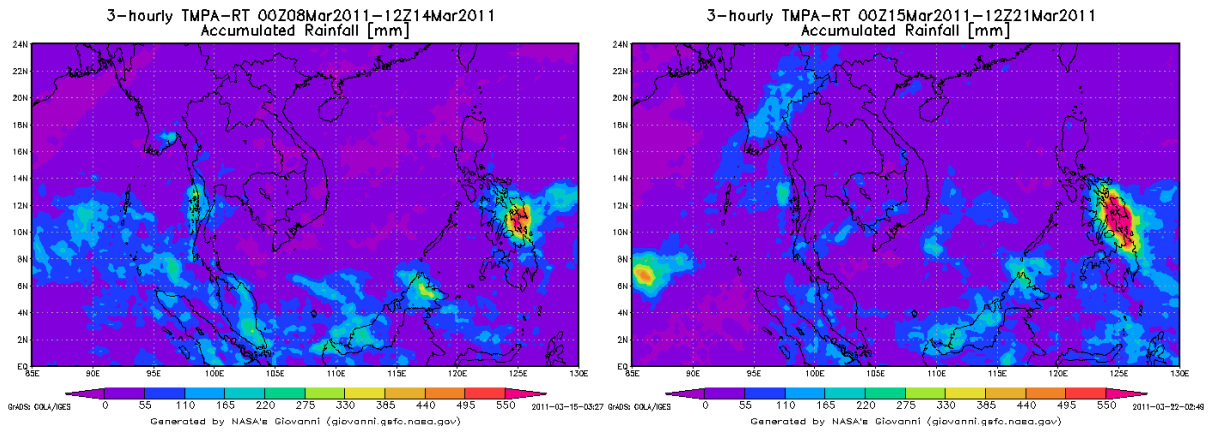 3-hourly TMPA-RT 00Z08Mar2011-12Z14Mar2011
Accumulated Rainfall [mm]
24N
22N
20N
18N
16N
14N
12N
10N
8N
6N
4N
2N
EQ
85E 90E 95E 100E 105E 110E 115E 120E 125E 130E
0 55 110 165 220 275 330 385 440 495 550
GrADS: COLA/IGES 2011-03-15-03:27
Generated by NASA's Giovanni (giovanni.gsfc.nasa.gov)
3-hourly TMPA-RT 00Z15Mar2011-12Z21Mar2011
Accumulated Rainfall [mm]
24N
22N
20N
18N
16N
14N
12N
10N
8N
6N
4N
2N
EQ
85E 90E 95E 100E 105E 110E 115E 120E 125E 130E
0 55 110 165 220 275 330 385 440 495 550
GrADS: COLA/IGES 2011-03-22-02:49
Generated by NASA's Giovanni (giovanni.gsfc.nasa.gov)